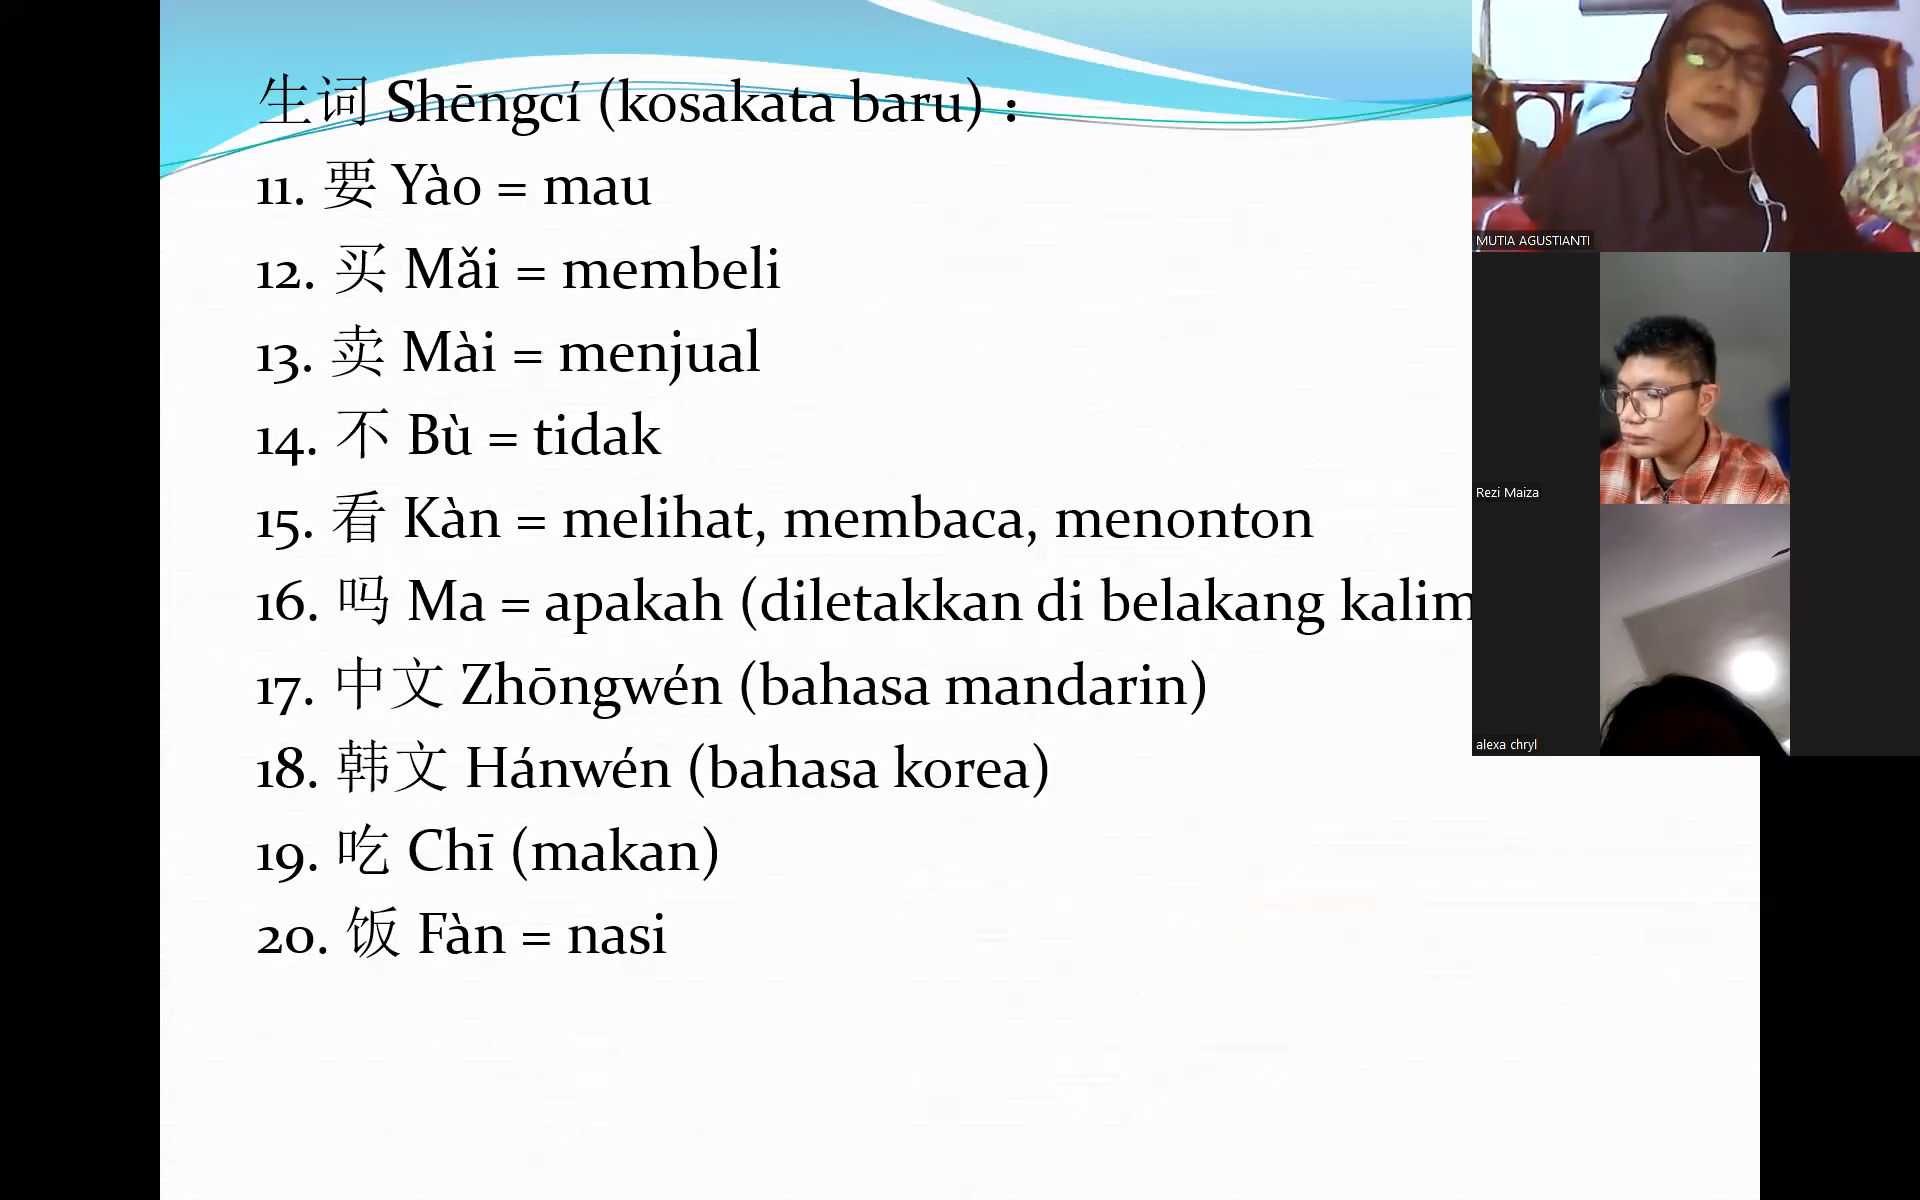 生词 Shēngcí (kosakata baru) :
11. 要 Yào = mau
12. 买 Mǎi = membeli
13. 卖 Mài = menjual
14. 不 Bù = tidak
15. 看 Kàn = melihat, membaca, menonton
16. 吗 Ma = apakah (diletakkan di belakang kalim
17. 中文 Zhōngwén (bahasa mandarin)
18. 韩文 Hánwén (bahasa korea)
19. 吃 Chī (makan)
20. 饭 Fàn = nasi
MUTIA AGUSTIANTI
Rezi Maiza
alexa chryl